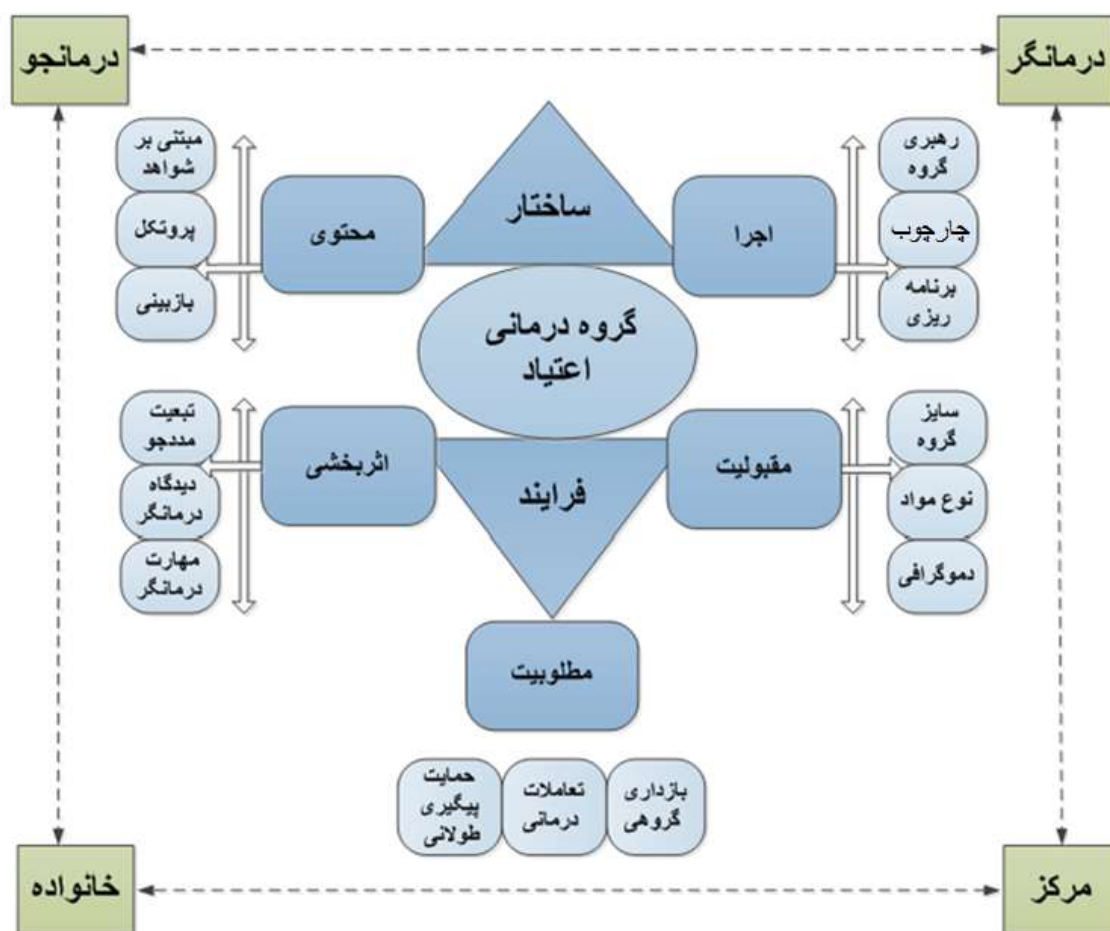 درمانگر
درمانجو
ساختار
اجرا
رهبری
گروه
چارچوب
برنامه
ریزی
محتوی
مبتنی بر
شواهد
پروتکل
بازبینی
گروه درمانی
اعتیاد
مقبولیت
سایز
گروه
نوع مواد
دموگرافی
فرایند
اثربخشی
تبعیت
مددجو
دیدگاه
درمانگر
مهارت
درمانگر
مطلوبیت
بازداری
گروهی
تعاملات
درمانی
حمایت
پیگیری
طولانی
مرکز
خانواده